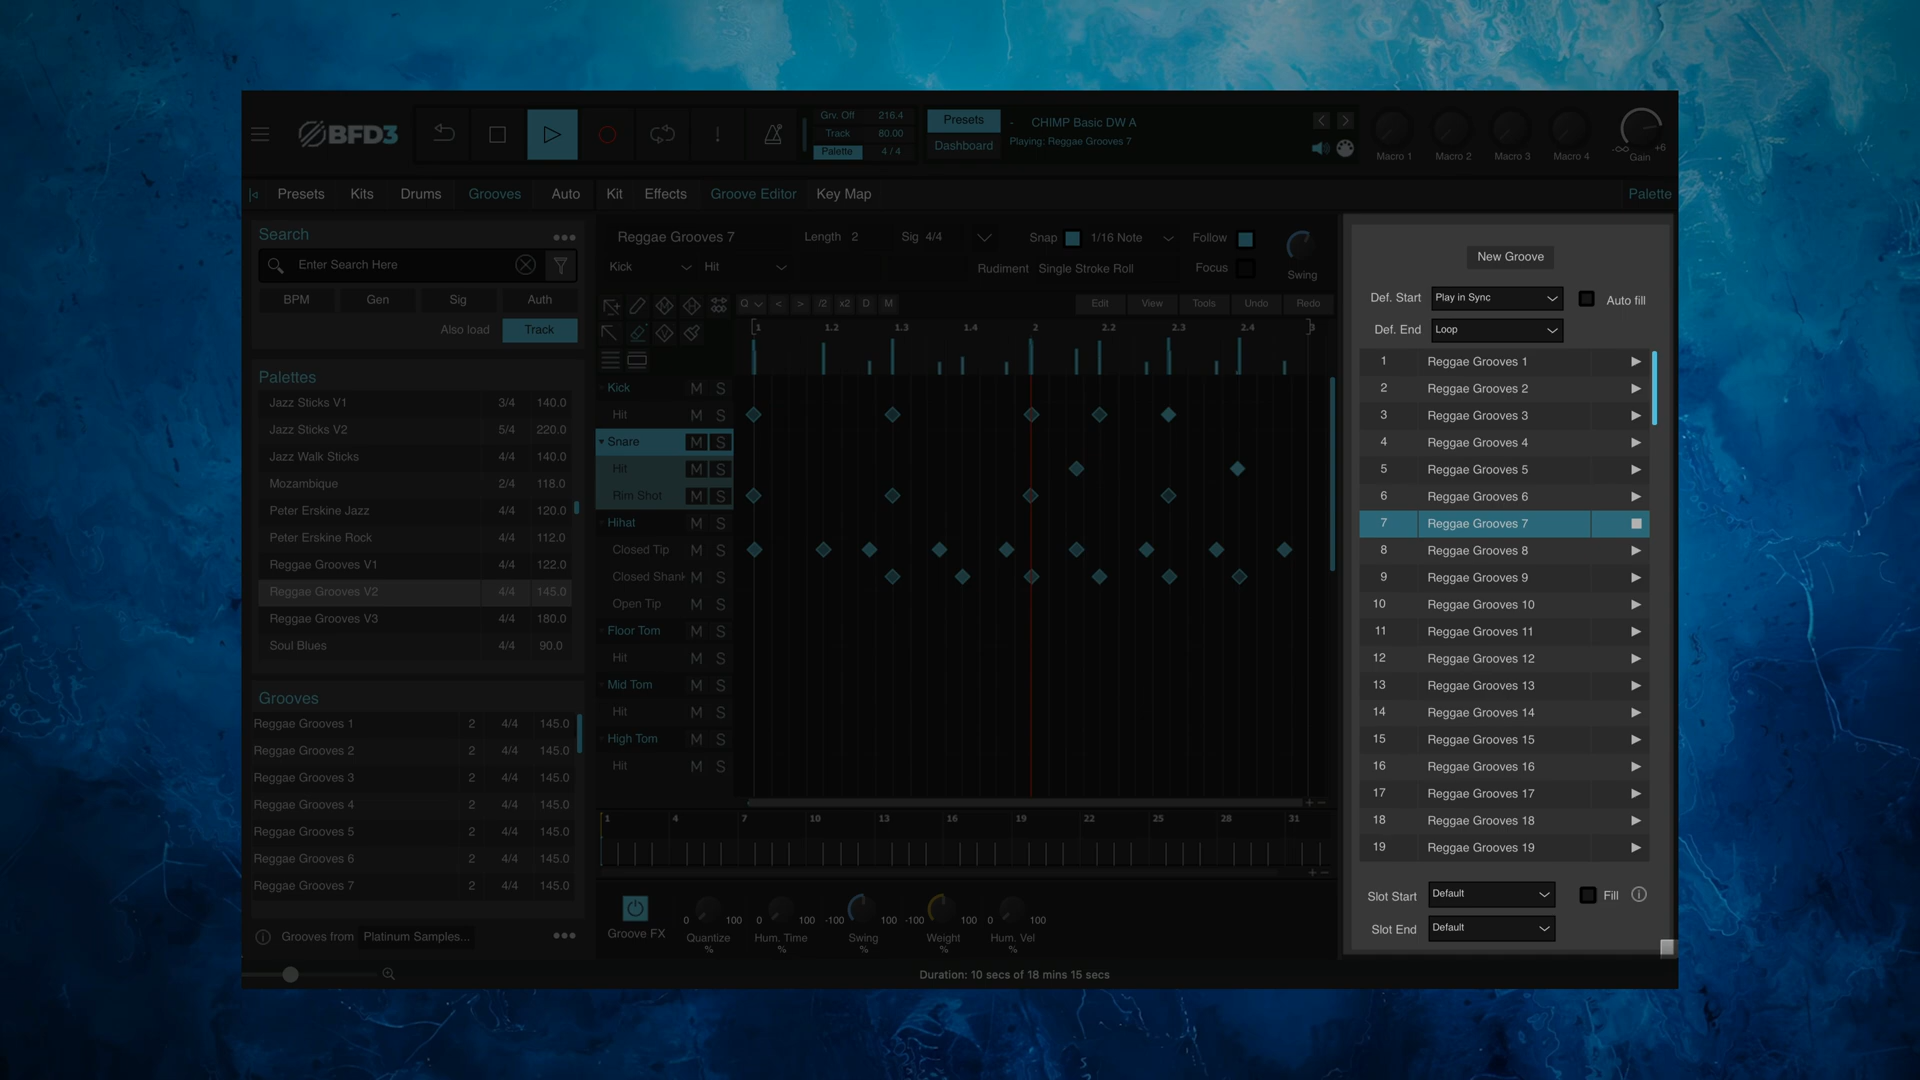 BFD3
!
Grv. Off 216.4
Track 80.00
Palette 4 / 4
Presets
Dashboard
- CHIMP Basic DW A
Playing: Reggae Grooves 7
Macro 1 Macro 2 Macro 3 Macro 4
-∞ +6
Gain
Presets Kits Drums Grooves Auto
Kit Effects Groove Editor Key Map
Palette
Search
Enter Search Here
BPM Gen Sig Auth
Also load Track
Palettes
Jazz Sticks V1 3/4 140.0
Jazz Sticks V2 5/4 220.0
Jazz Walk Sticks 4/4 140.0
Mozambique 2/4 118.0
Peter Erskine Jazz 4/4 120.0
Peter Erskine Rock 4/4 112.0
Reggae Grooves V1 4/4 122.0
Reggae Grooves V2 4/4 145.0
Reggae Grooves V3 4/4 180.0
Soul Blues 4/4 90.0
Grooves
Reggae Grooves 1 2 4/4 145.0
Reggae Grooves 2 2 4/4 145.0
Reggae Grooves 3 2 4/4 145.0
Reggae Grooves 4 2 4/4 145.0
Reggae Grooves 5 2 4/4 145.0
Reggae Grooves 6 2 4/4 145.0
Reggae Grooves 7 2 4/4 145.0
Grooves from Platinum Samples...
Reggae Grooves 7 Length 2 Sig 4/4 Snap 1/16 Note Follow
Kick Hit Rudiment Single Stroke Roll Focus
Swing
Q < > /2 x2 D M Edit View Tools Undo Redo
1 1.2 1.3 1.4 2 2.2 2.3 2.4 3
Kick M S
Hit M S
Snare M S
Hit M S
Rim Shot M S
Hihat M S
Closed Tip M S
Closed Shank M S
Open Tip M S
Floor Tom M S
Hit M S
Mid Tom M S
Hit M S
High Tom M S
Hit M S
1 4 7 10 13 16 19 22 25 28 31
Groove FX
0 100 0 100 -100 100 -100 100 0 100
Quantize Hum. Time Swing Weight Hum. Vel
% % % % %
Duration: 10 secs of 18 mins 15 secs
New Groove
Def. Start Play in Sync Auto fill
Def. End Loop
1 Reggae Grooves 1
2 Reggae Grooves 2
3 Reggae Grooves 3
4 Reggae Grooves 4
5 Reggae Grooves 5
6 Reggae Grooves 6
7 Reggae Grooves 7
8 Reggae Grooves 8
9 Reggae Grooves 9
10 Reggae Grooves 10
11 Reggae Grooves 11
12 Reggae Grooves 12
13 Reggae Grooves 13
14 Reggae Grooves 14
15 Reggae Grooves 15
16 Reggae Grooves 16
17 Reggae Grooves 17
18 Reggae Grooves 18
19 Reggae Grooves 19
Slot Start Default Fill
Slot End Default